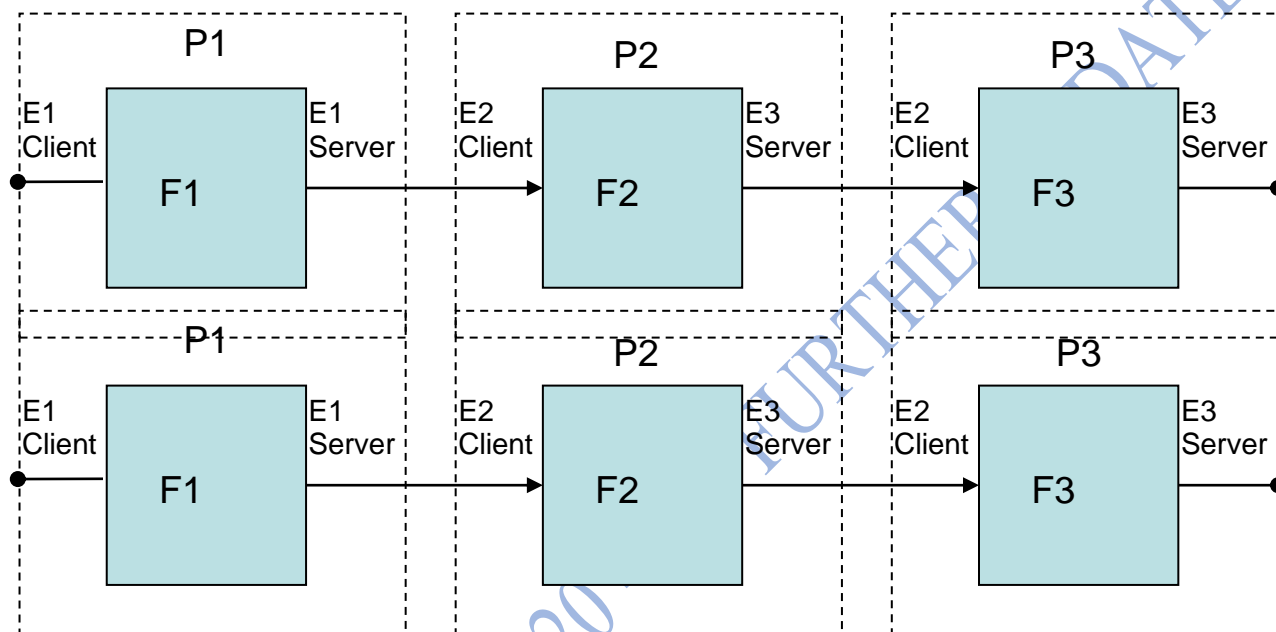 P1
P2
P3
E1
Client
E1
Server
E2
Client
E3
Server
E2
Client
E3
Server
F1
F2
F3
P1
P2
P3
E1
Client
E1
Server
E2
Client
E3
Server
E2
Client
E3
Server
F1
F2
F3
FURTHER